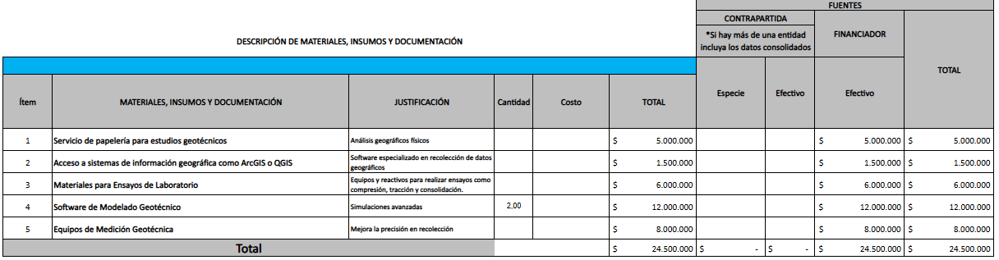 FUENTES
CONTRAPARTIDA
*Si hay más de una entidad
incluya los datos consolidados
FINANCIADOR
TOTAL
DESCRIPCIÓN DE MATERIALES, INSUMOS Y DOCUMENTACIÓN
Ítem MATERIALES, INSUMOS Y DOCUMENTACIÓN JUSTIFICACIÓN Cantidad Costo TOTAL Especie Efectivo Efectivo
1 Servicio de papelería para estudios geotécnicos Análisis geográficos físicos $ 5.000.000 $ 5.000.000 $ 5.000.000
2 Acceso a sistemas de información geográfica como ArcGIS o QGIS Software especializado en recolección de datos
geográficos $ 1.500.000 $ 1.500.000 $ 1.500.000
3 Materiales para Ensayos de Laboratorio Equipos y reactivos para realizar ensayos como
compresión, tracción y consolidación. $ 6.000.000 $ 6.000.000 $ 6.000.000
4 Software de Modelado Geotécnico Simulaciones avanzadas 2,00 $ 12.000.000 $ 12.000.000 $ 12.000.000
5 Equipos de Medición Geotécnica Mejora la precisión en recolección $ 8.000.000 $ 8.000.000 $ 8.000.000
Total $ 24.500.000 $ - $ - $ 24.500.000 $ 24.500.000